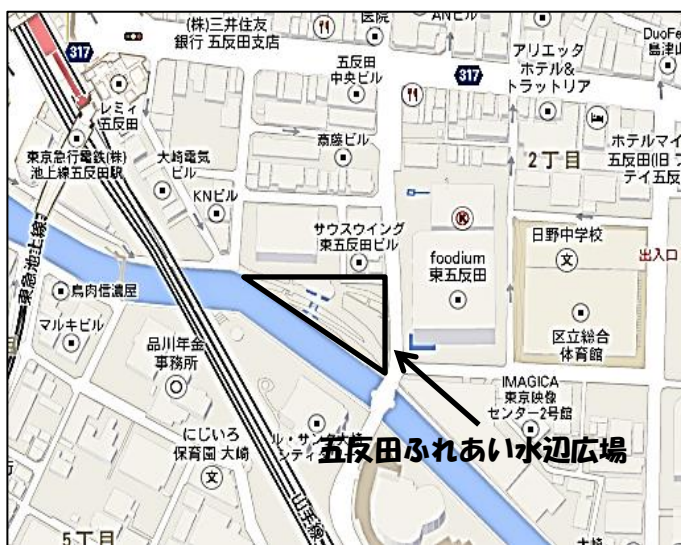 (株)三井住友
銀行 五反田支店
医院
ANビル
317
五反田
中央ビル
317
アリエッタ
ホテル&
トラットリア
DuoFe
島津山
レミィ
五反田
斎藤ビル
東京急行電鉄(株)
池上線五反田駅
大崎電気
ビル
2丁目
ホテルマイ
五反田(旧 フ
テイ五反
KNビル
サウスウイング
東五反田ビル
日野中学校
出入口
foodium
東五反田
東急池上線
鳥肉信濃屋
マルキビル
文
区立総合
体育館
品川年金
事務所
IMAGICA
東京映像
センター2号館
にじいろ
保育園 大崎
文
五反田ふれあい水辺広場
山手線
5丁目
大崎